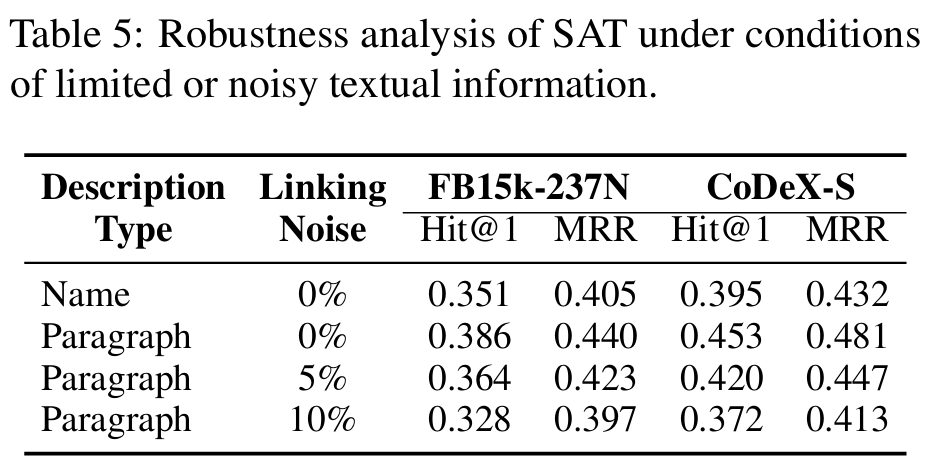 Table 5: Robustness analysis of SAT under conditions
of limited or noisy textual information.
Description Linking FB15k-237N CoDeX-S
Type Noise Hit@1 MRR Hit@1 MRR
Name 0% 0.351 0.405 0.395 0.432
Paragraph 0% 0.386 0.440 0.453 0.481
Paragraph 5% 0.364 0.423 0.420 0.447
Paragraph 10% 0.328 0.397 0.372 0.413